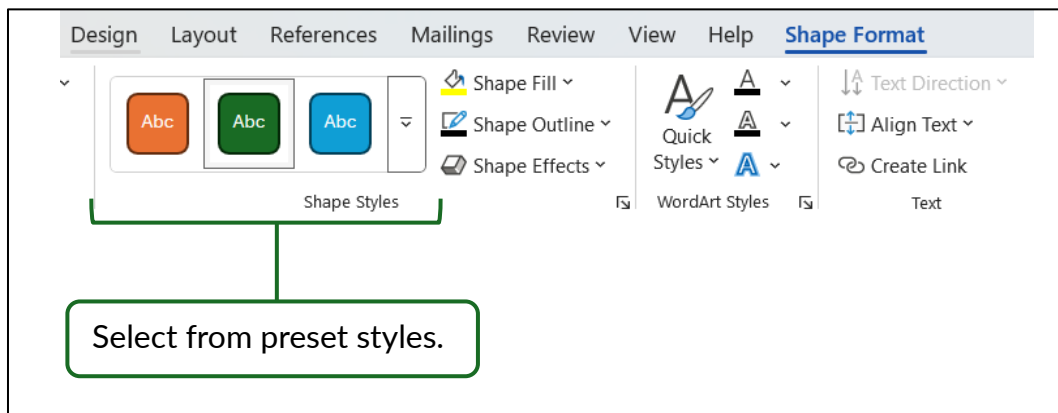 Design Layout References Mailings Review View Help Shape Format
Abc Abc Abc
Shape Fill
Shape Outline
Shape Effects
Shape Styles
Quick
Styles
A
A
A
WordArt Styles
Text Direction
Align Text
Create Link
Text
Select from preset styles.